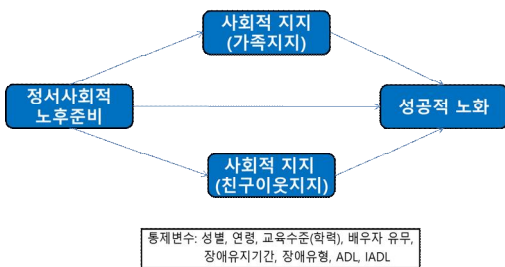 사회적 지지
(가족지지)
정서사회적
노후준비
성공적 노화
사회적 지지
(친구이웃지지)
통제변수: 성별, 연령, 교육수준(학력), 배우자 유무,
장애유지기간, 장애유형, ADL, IADL